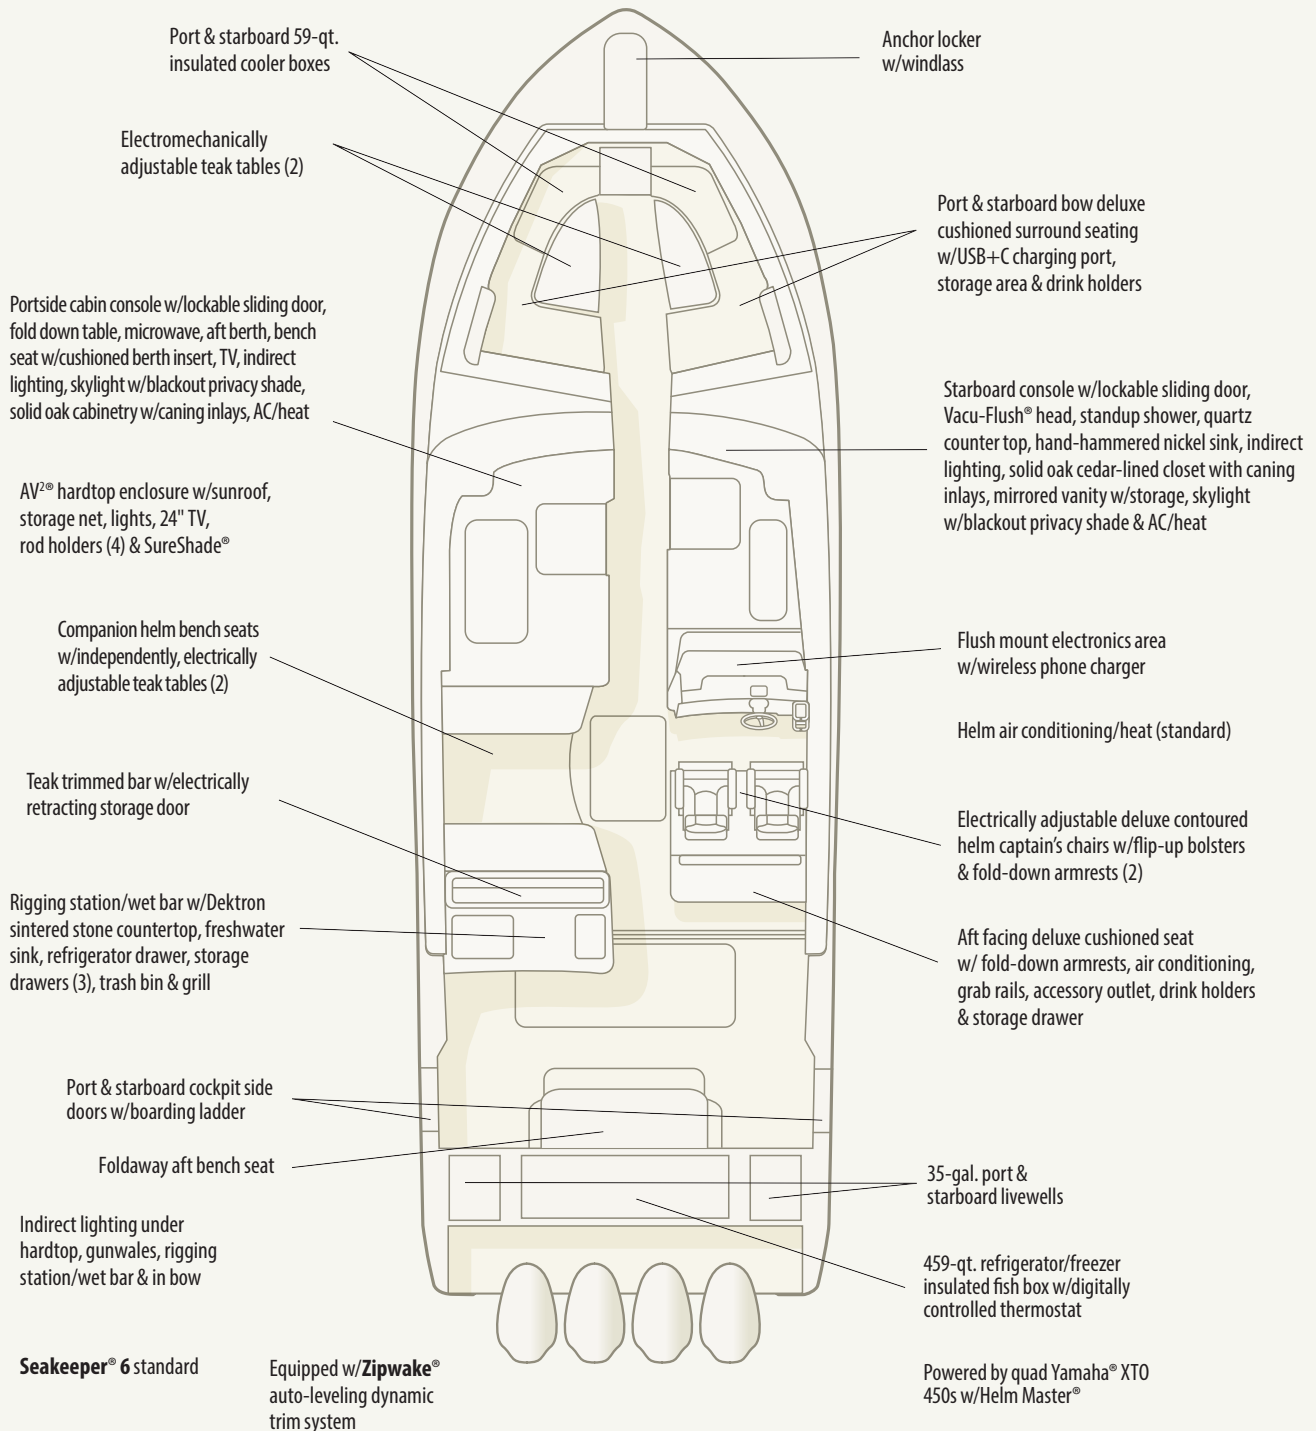 Port & starboard 59-qt.
insulated cooler boxes
Anchor locker
w/windlass
Electromechanically
adjustable teak tables (2)
Port & starboard bow deluxe
cushioned surround seating
w/USB+C charging port,
storage area & drink holders
Portside cabin console w/lockable sliding door,
fold down table, microwave, aft berth, bench
seat w/cushioned berth insert, TV, indirect
lighting, skylight w/blackout privacy shade,
solid oak cabinetry w/caning inlays, AC/heat
Starboard console w/lockable sliding door,
Vacu-Flush® head, standup shower, quartz
counter top, hand-hammered nickel sink, indirect
lighting, solid oak cedar-lined closet with caning
inlays, mirrored vanity w/storage, skylight
w/blackout privacy shade & AC/heat
AV²® hardtop enclosure w/sunroof,
storage net, lights, 24" TV,
rod holders (4) & SureShade®
Companion helm bench seats
w/independently, electrically
adjustable teak tables (2)
Flush mount electronics area
w/wireless phone charger
Helm air conditioning/heat (standard)
Teak trimmed bar w/electrically
retracting storage door
Electrically adjustable deluxe contoured
helm captain's chairs w/flip-up bolsters
& fold-down armrests (2)
Rigging station/wet bar w/Dektron
sintered stone countertop, freshwater
sink, refrigerator drawer, storage
drawers (3), trash bin & grill
Aft facing deluxe cushioned seat
w/ fold-down armrests, air conditioning,
grab rails, accessory outlet, drink holders
& storage drawer
Port & starboard cockpit side
doors w/boarding ladder
Foldaway aft bench seat
35-gal. port &
starboard livewells
Indirect lighting under
hardtop, gunwales, rigging
station/wet bar & in bow
459-qt. refrigerator/freezer
insulated fish box w/digitally
controlled thermostat
Seakeeper® 6 standard
Equipped w/Zipwake®
auto-leveling dynamic
trim system
Powered by quad Yamaha® XTO
450s w/Helm Master®